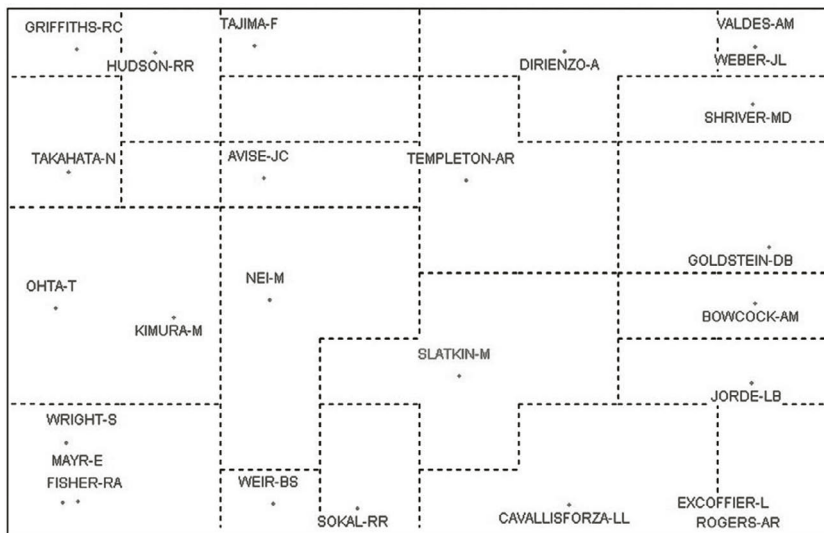 TAJIMA-F
VALDES-AM
GRIFFITHS-RC
HUDSON-RR
DIRIENZO-A
WEBER-JL
SHRIVER-MD
TAKAHATA-N
AVISE-JC
TEMPLETON-AR
GOLDSTEIN-DB
OHTA-T
NEI-M
BOWCOCK-AM
KIMURA-M
SLATKIN-M
JORDE-LB
WRIGHT-S
MAYR-E
FISHER-RA
WEIR-BS
SOKAL-RR
CAVALLISFORZA-LL
EXCOFFIER-L
ROGERS-AR